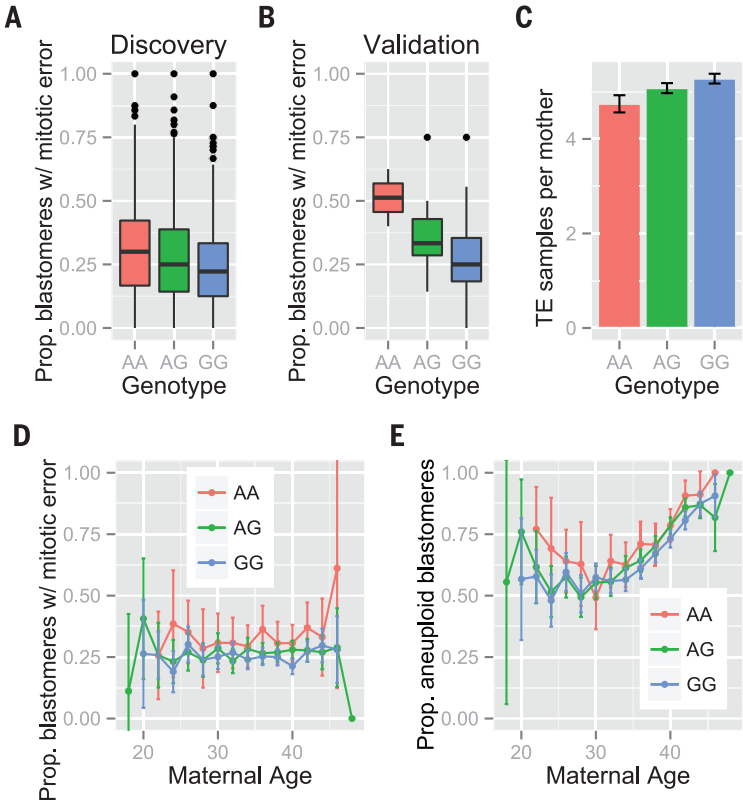 A
Discovery
Prop. blastomeres w/ mitotic error
1.00
0.75
0.50
0.25
0.00
AA AG GG
Genotype
B
Validation
Prop. blastomeres w/ mitotic error
1.00
0.75
0.50
0.25
0.00
AA AG GG
Genotype
C
TE samples per mother
4
2
0
AA AG GG
Genotype
D
Prop. blastomeres w/ mitotic error
1.00
0.75
0.50
0.25
0.00
AA
AG
GG
20 30 40
Maternal Age
E
Prop. aneuploid blastomeres
1.00
0.75
0.50
0.25
0.00
AA
AG
GG
20 30 40
Maternal Age